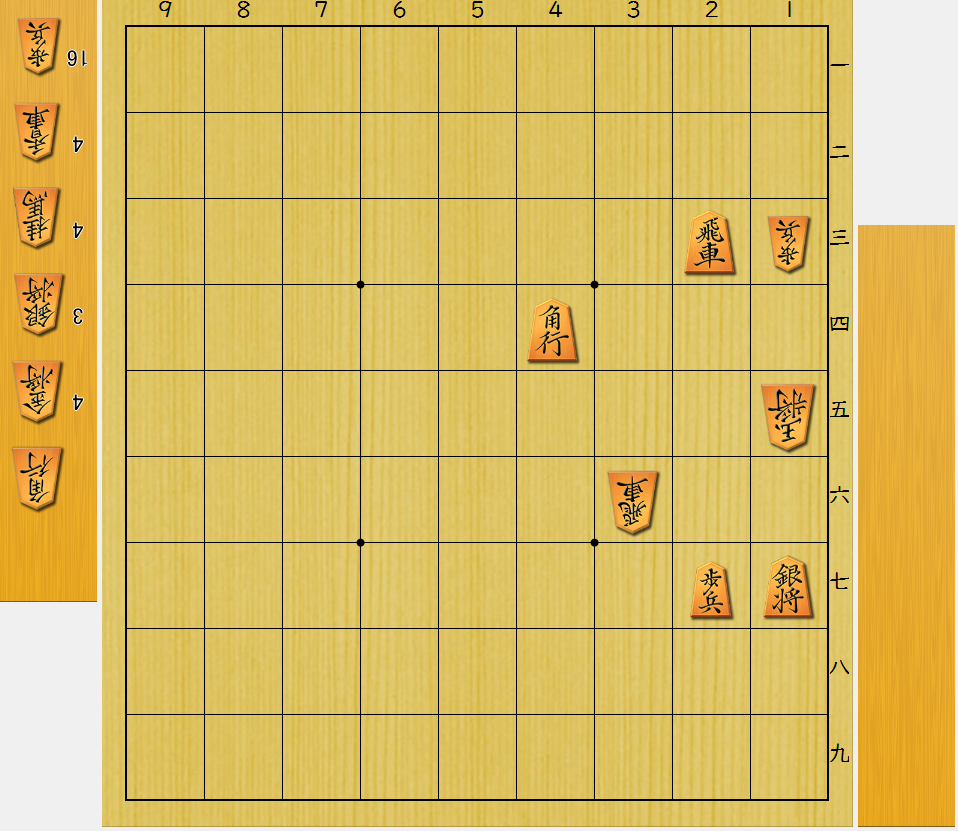 9 8 7 6 5 4 3 2 1
歩兵 16
香車 4
桂馬 4
銀将 3
金将 4
角行
一
二
飛車 歩兵 三
角行 四
玉将 五
飛車 六
歩兵 銀将 七
八
九